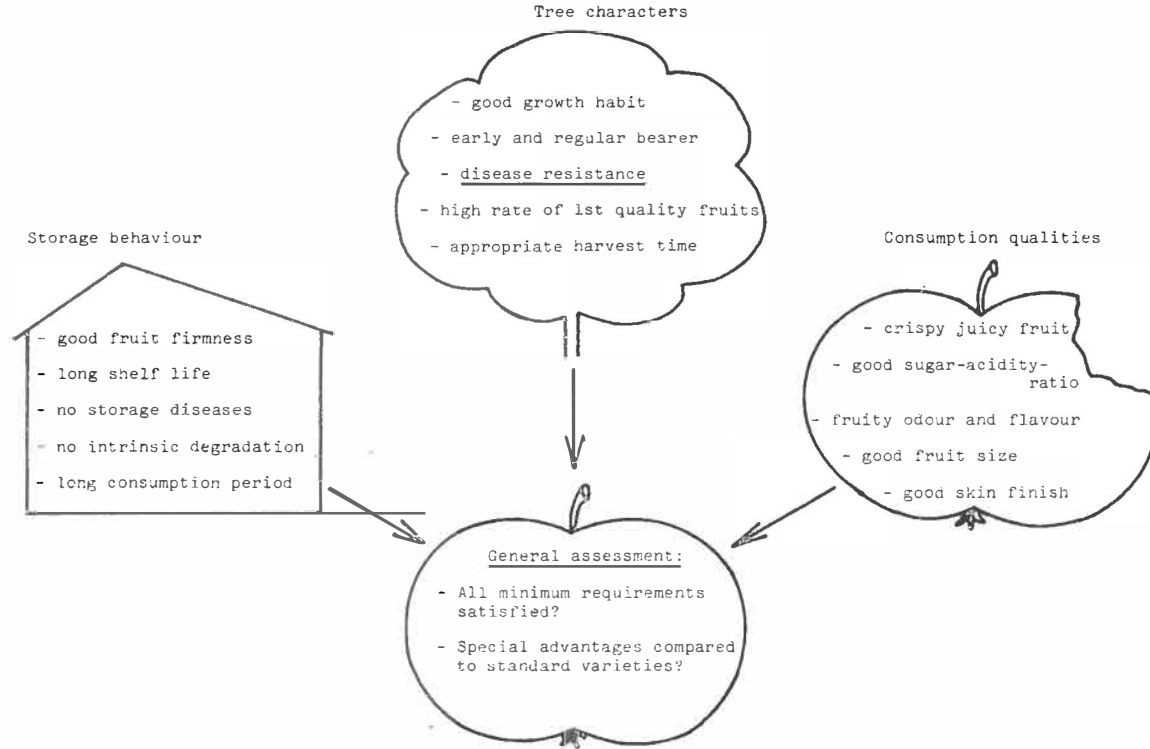 Tree characters
- good growth habit
- early and regular bearer
- disease resistance
- high rate of 1st quality fruits
- appropriate harvest time
Storage behaviour
- good fruit firmness
- long shelf life
- no storage diseases
- no intrinsic degradation
- long consumption period
Consumption qualities
- crispy juicy fruit
- good sugar-acidity-
ratio
- fruity odour and flavour
- good fruit size
- good skin finish
General assessment:
- All minimum requirements
satisfied?
- Special advantages compared
to standard varieties?